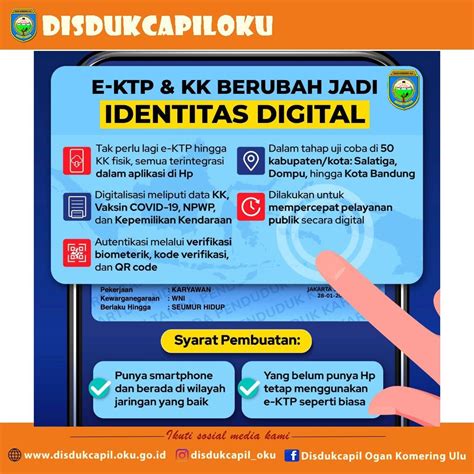 DISDUKCAPILOKU
E-KTP & KK BERUBAH JADI
IDENTITAS DIGITAL
Tak perlu lagi e-KTP hingga
KK fisik, semua terintegrasi
dalam aplikasi di Hp
Digitalisasi meliputi data KK,
Vaksin COVID-19, NPWP,
dan Kepemilikan Kendaraan
Autentikasi melalui verifikasi
biometerik, kode verifikasi,
dan QR code
Dalam tahap uji coba di 50
kabupaten/kota: Salatiga,
Dompu, hingga Kota Bandung
Dilakukan untuk
mempercepat pelayanan
publik secara digital
Pekerjaan : KARYAWAN
Kewarganegaraan : WNI
Berlaku Hingga : SEUMUR HIDUP
JAKARTA
28-01-20
Syarat Pembuatan:
Punya smartphone
dan berada di wilayah
jaringan yang baik
Yang belum punya Hp
tetap menggunakan
e-KTP seperti biasa
Ikuti sosial media kami
www.disdukcapil.oku.go.id disdukcapil_oku Disdukcapil Ogan Komering Ulu